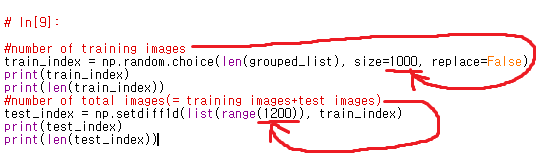 # In[9]:
#number of training images
train_index = np.random.choice(len(grouped_list), size=1000, replace=False)
print(train_index)
print(len(train_index))
#number of total images(= training images+test images)
test_index = np.setdiff1d(list(range(1200)), train_index)
print(test_index)
print(len(test_index))